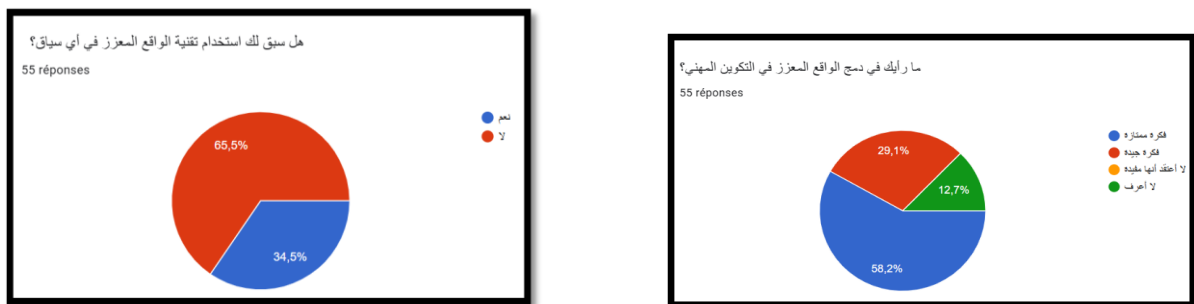 هل سبق لك استخدام تقنية الواقع المعزز في أي سياق؟
55 réponses
نعم
لا
65,5%
34,5%
ما رأيك في دمج الواقع المعزز في التكوين المهني؟
55 réponses
فكرة ممتازة
فكرة جيدة
لا أعتقد أنها مفيدة
لا أعرف
29,1%
12,7%
58,2%